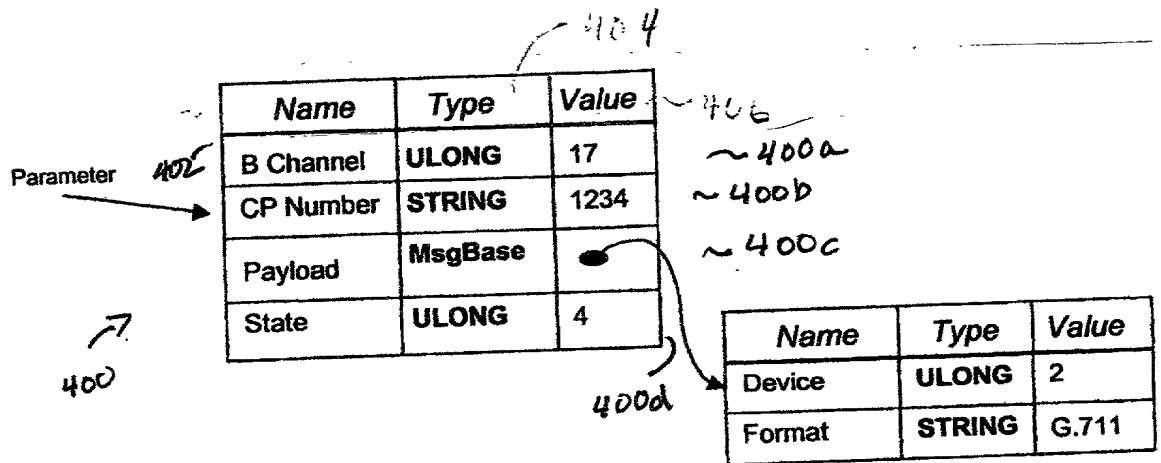 404
Name Type Value 406
402 B Channel ULONG 17 ~400a
Parameter CP Number STRING 1234 ~400b
Payload MsgBase ~400c
State ULONG 4
400 400d
Name Type Value
Device ULONG 2
Format STRING G.711